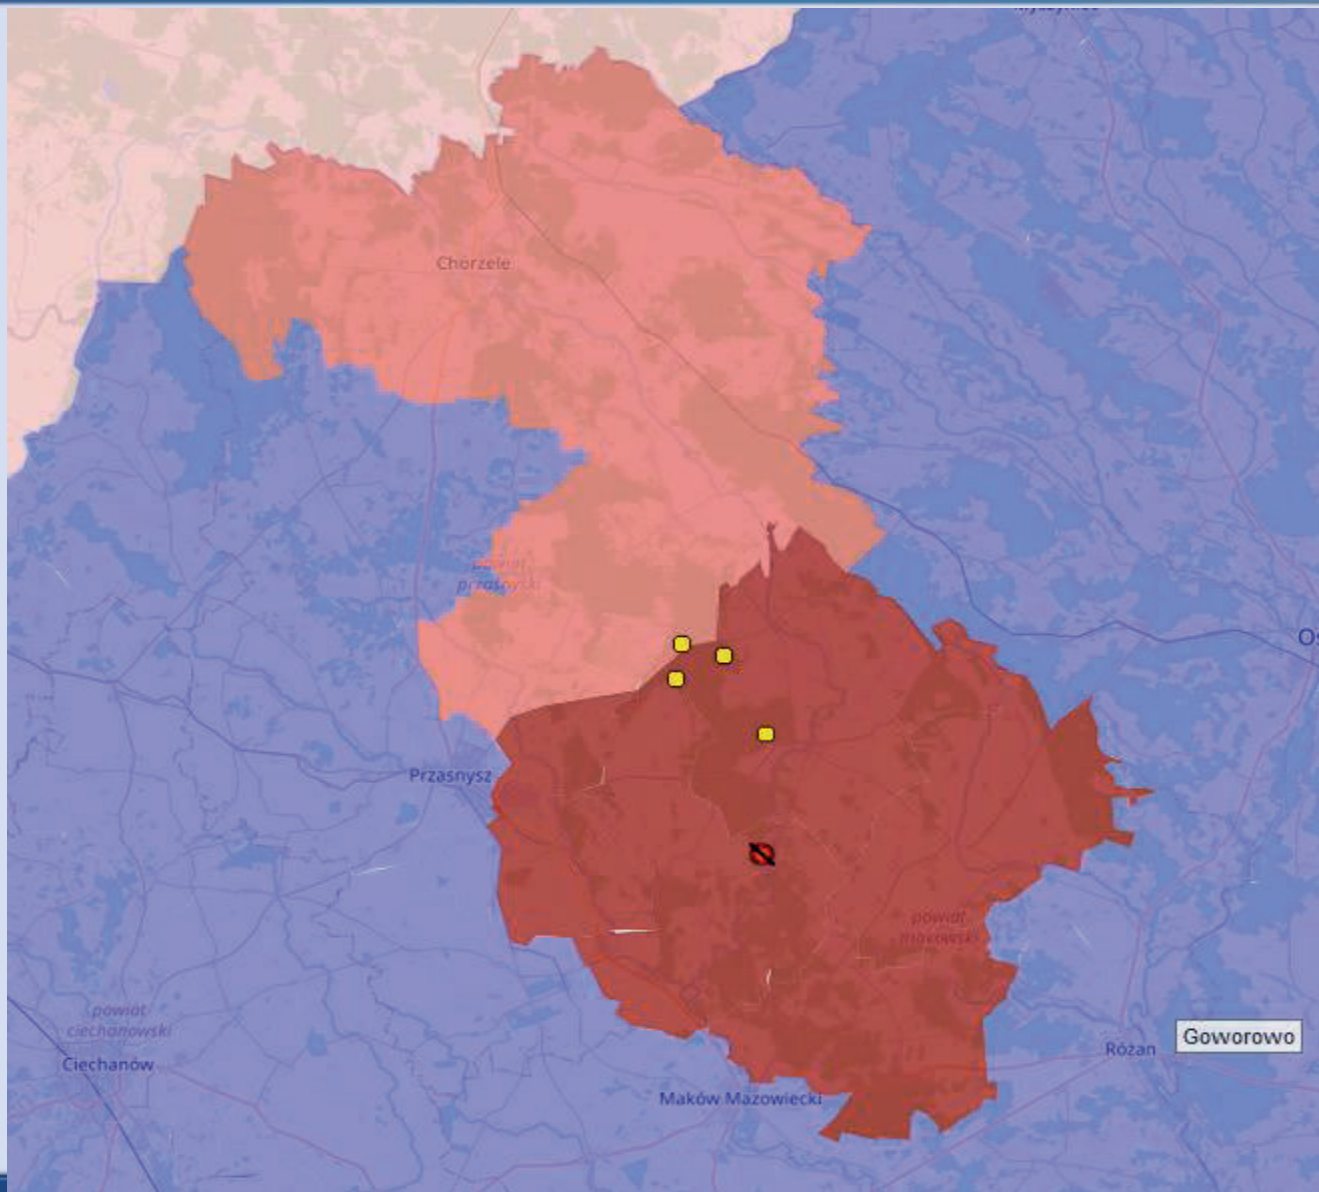 Chorzele
powiat
przasnyski
Przasnysz
powiat
makowski
powiat
ciechanowski
Ciechanów
Goworowo
Różan
Maków Mazowiecki